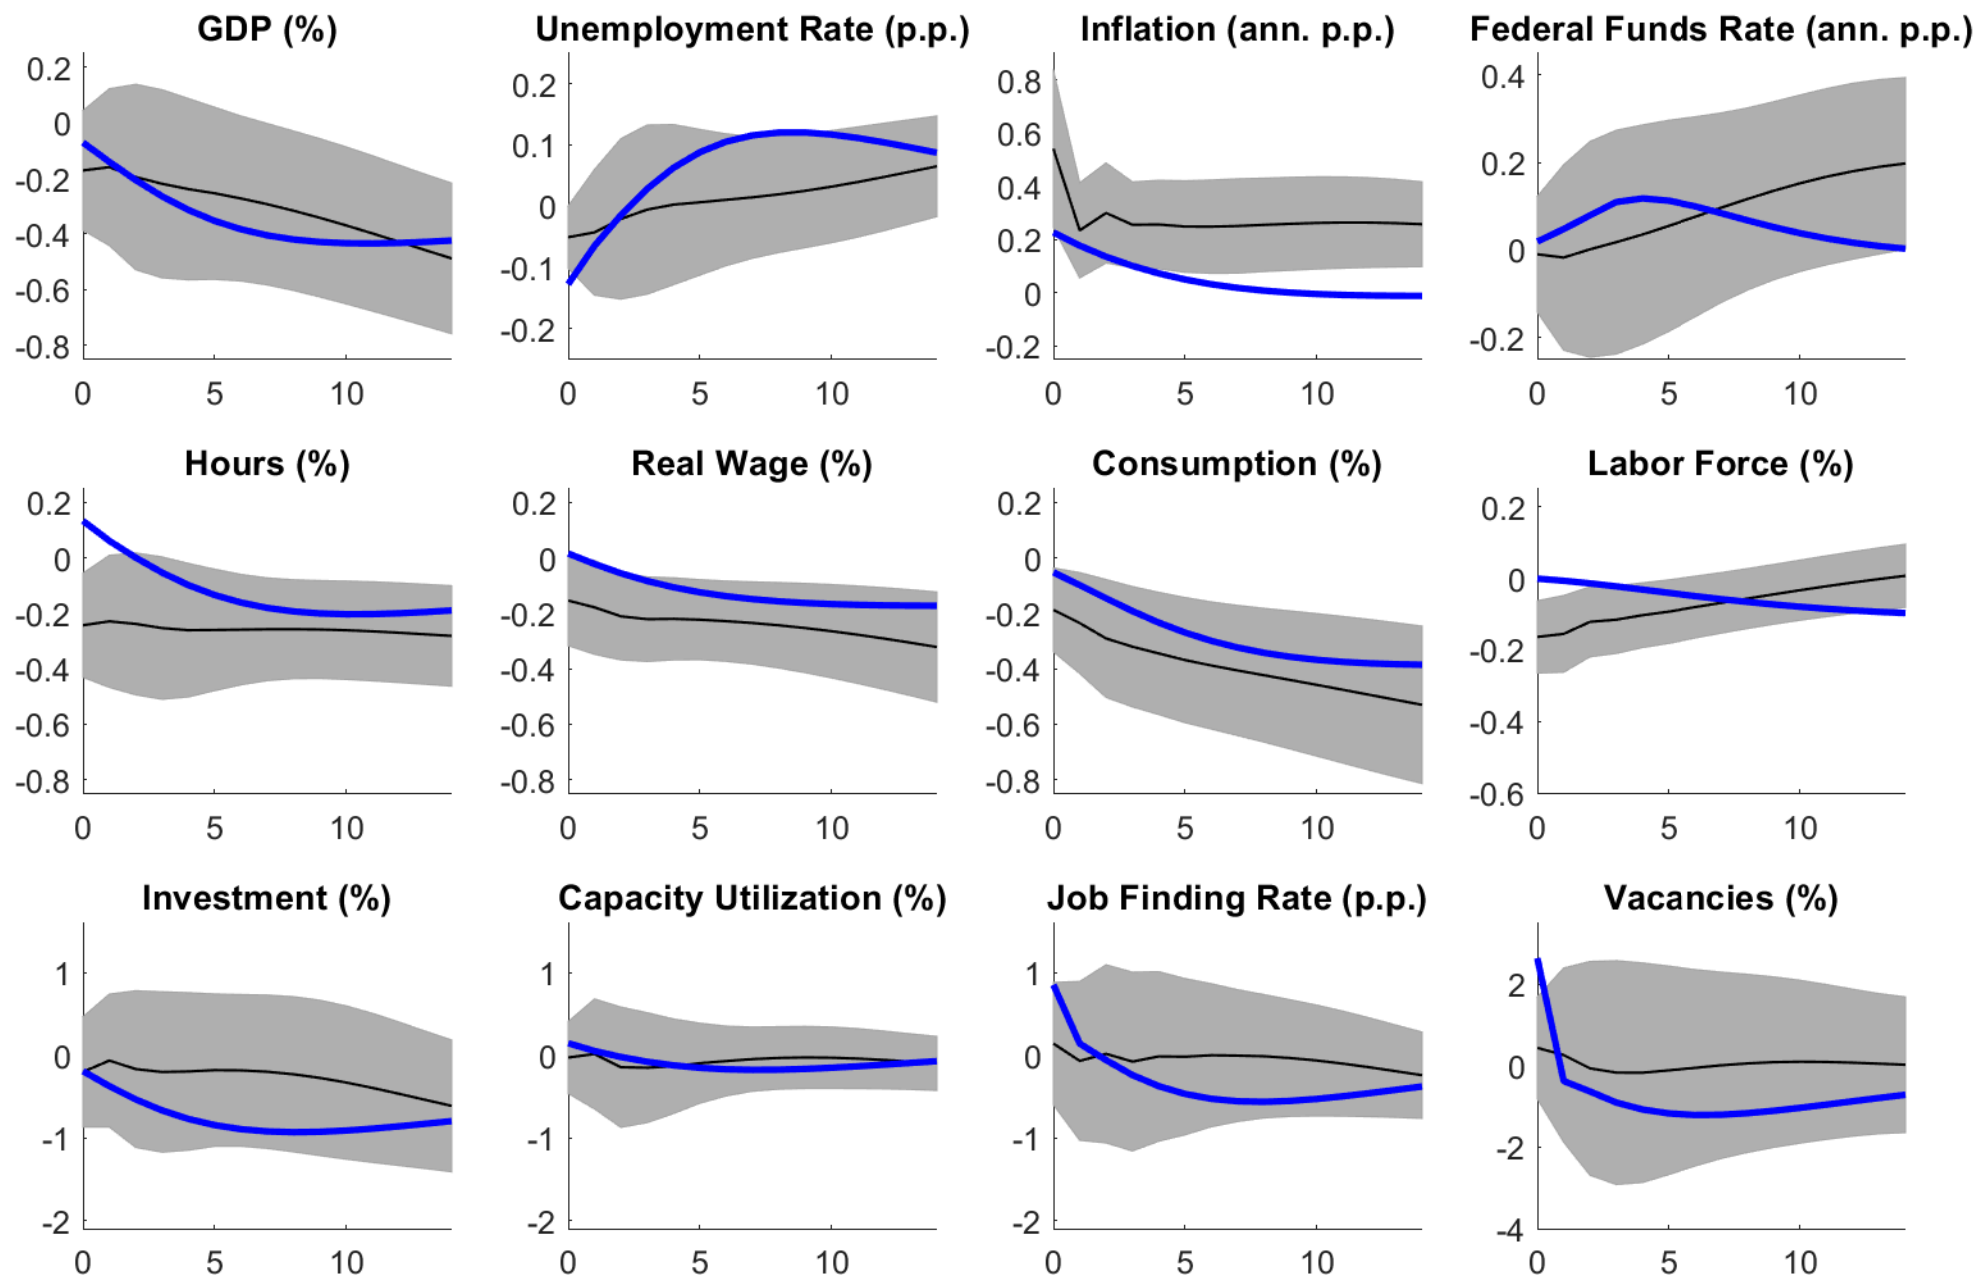 GDP (%)
0.2
0
-0.2
-0.4
-0.6
-0.8
0 5 10
Unemployment Rate (p.p.)
0.2
0.1
0
-0.1
-0.2
0 5 10
Inflation (ann. p.p.)
0.8
0.6
0.4
0.2
0
-0.2
0 5 10
Federal Funds Rate (ann. p.p.)
0.4
0.2
0
-0.2
0 5 10
Hours (%)
0.2
0
-0.2
-0.4
-0.6
-0.8
0 5 10
Real Wage (%)
0.2
0
-0.2
-0.4
-0.6
-0.8
0 5 10
Consumption (%)
0.2
0
-0.2
-0.4
-0.6
-0.8
0 5 10
Labor Force (%)
0.2
0
-0.2
-0.4
-0.6
0 5 10
Investment (%)
1
0
-1
-2
0 5 10
Capacity Utilization (%)
1
0
-1
-2
0 5 10
Job Finding Rate (p.p.)
1
0
-1
-2
0 5 10
Vacancies (%)
2
0
-2
-4
0 5 10